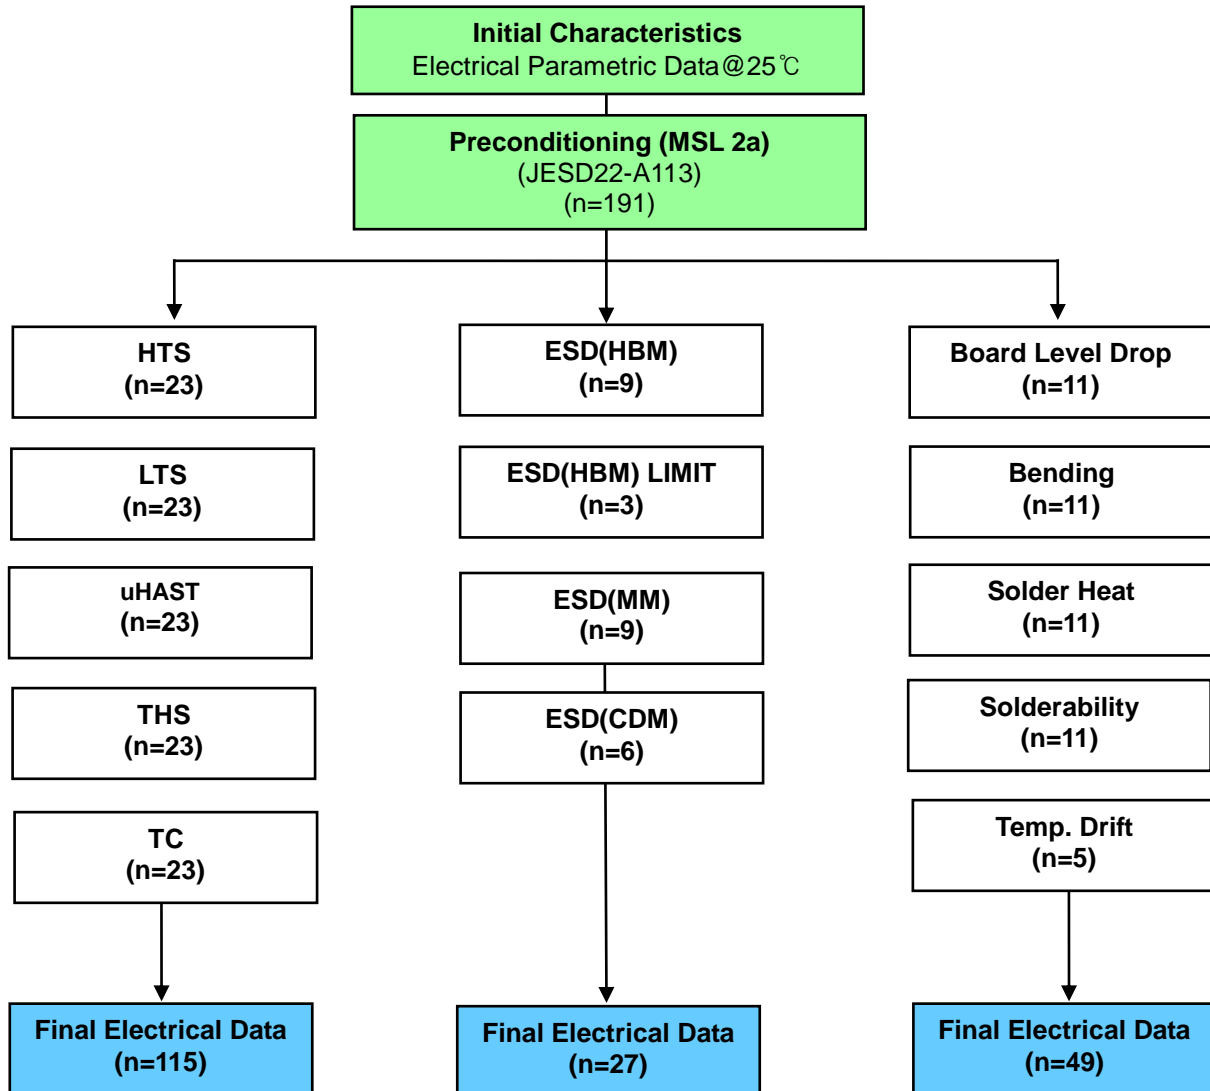 Initial Characteristics
Electrical Parametric Data@25℃
Preconditioning (MSL 2a)
(JESD22-A113)
(n=191)
HTS
(n=23)
LTS
(n=23)
uHAST
(n=23)
THS
(n=23)
TC
(n=23)
Final Electrical Data
(n=115)
ESD(HBM)
(n=9)
ESD(HBM) LIMIT
(n=3)
ESD(MM)
(n=9)
ESD(CDM)
(n=6)
Final Electrical Data
(n=27)
Board Level Drop
(n=11)
Bending
(n=11)
Solder Heat
(n=11)
Solderability
(n=11)
Temp. Drift
(n=5)
Final Electrical Data
(n=49)